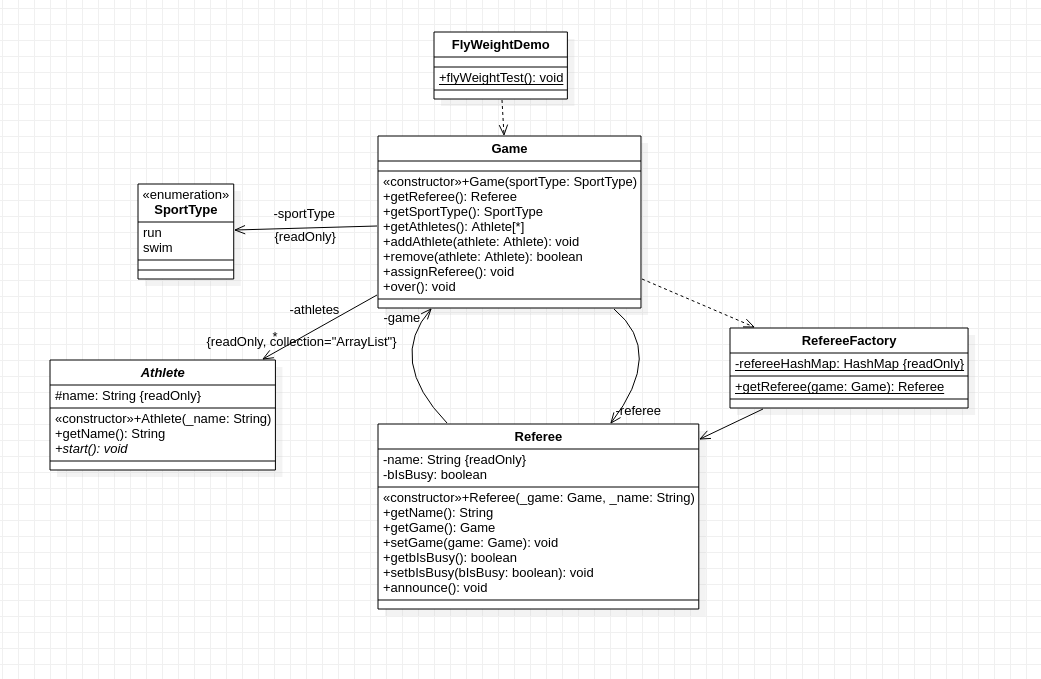 FlyWeightDemo
+flyWeightTest(): void
Game
«constructor»+Game(sportType: SportType)
+getReferee(): Referee
+getSportType(): SportType
+getAthletes(): Athlete[*]
+addAthlete(athlete: Athlete): void
+remove(athlete: Athlete): boolean
+assignReferee(): void
+over(): void
«enumeration»
SportType
run
swim
-sportType
{readOnly}
-athletes
*
{readOnly, collection="ArrayList"}
-game
-referee
RefereeFactory
-refereeHashMap: HashMap {readOnly}
+getReferee(game: Game): Referee
Athlete
#name: String {readOnly}
«constructor»+Athlete(_name: String)
+getName(): String
+start(): void
Referee
-name: String {readOnly}
-bIsBusy: boolean
«constructor»+Referee(_game: Game, _name: String)
+getName(): String
+getGame(): Game
+setGame(game: Game): void
+getbIsBusy(): boolean
+setbIsBusy(bIsBusy: boolean): void
+announce(): void